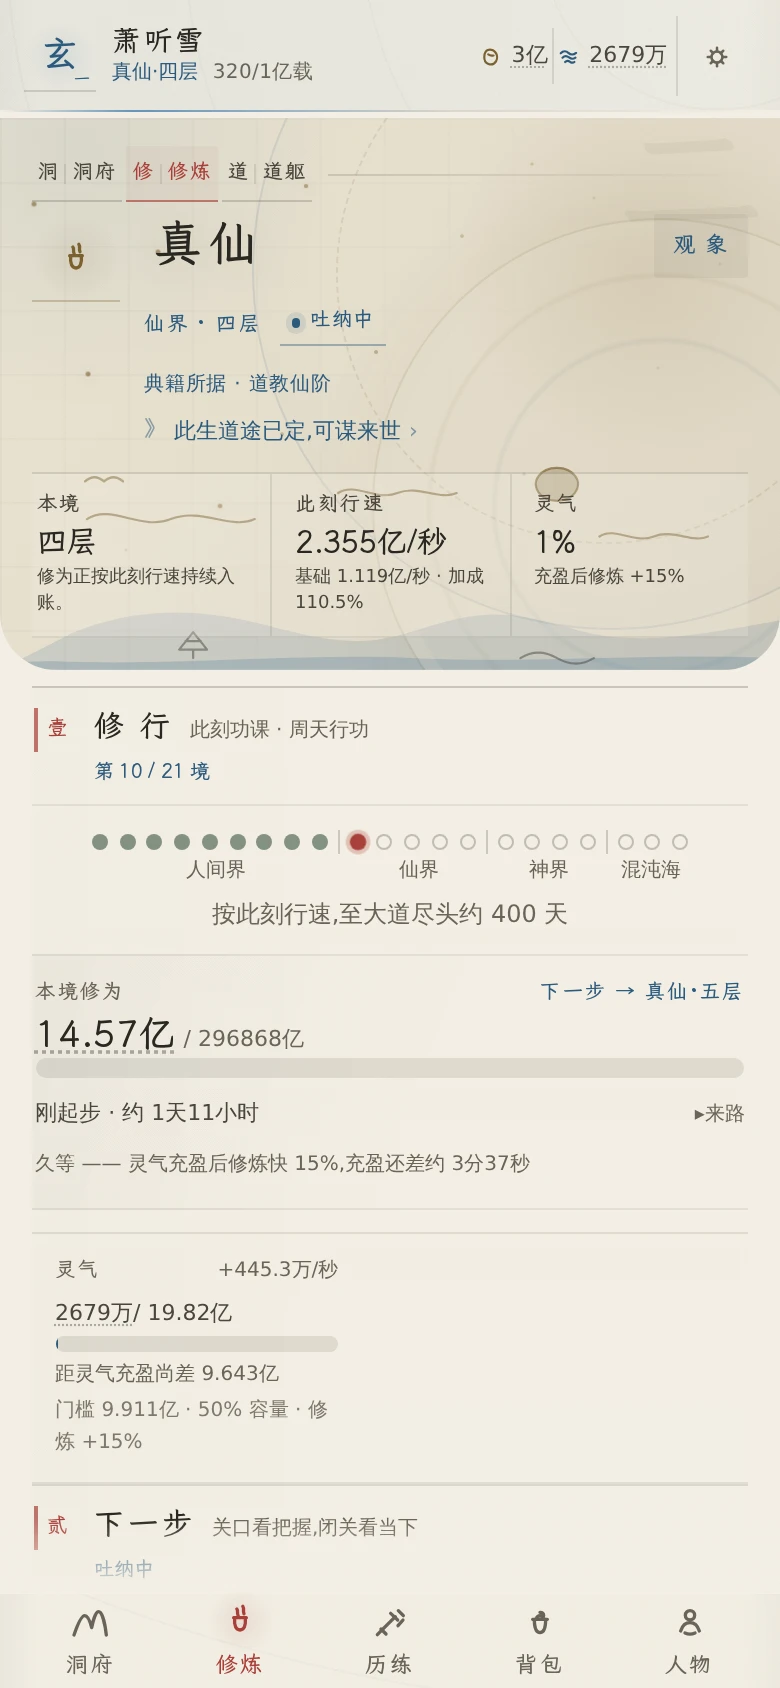 玄
萧听雪
真仙·四层 320/1亿载
3亿 2679万
洞 洞府 修 修炼 道 道躯
真仙
观象
仙界·四层 吐纳中
典籍所据·道教仙阶
》 此生道途已定,可谋来世 ›
本境
四层
修为正按此刻行速持续入
账。
此刻行速
2.355亿/秒
基础 1.119亿/秒·加成
110.5%
灵气
1%
充盈后修炼 +15%
壹 修行 此刻功课·周天行功
第 10 / 21 境
人间界 仙界 神界 混沌海
按此刻行速,至大道尽头约 400 天
本境修为 下一步 → 真仙·五层
14.57亿 / 296868亿
刚起步·约 1天11小时 ▸来路
久等 —— 灵气充盈后修炼快 15%,充盈还差约 3分37秒
灵气 +445.3万/秒
2679万/ 19.82亿
距灵气充盈尚差 9.643亿
门槛 9.911亿·50% 容量·修
炼 +15%
贰 下一步 关口看把握,闭关看当下
吐纳中
洞府 修炼 历练 背包 人物